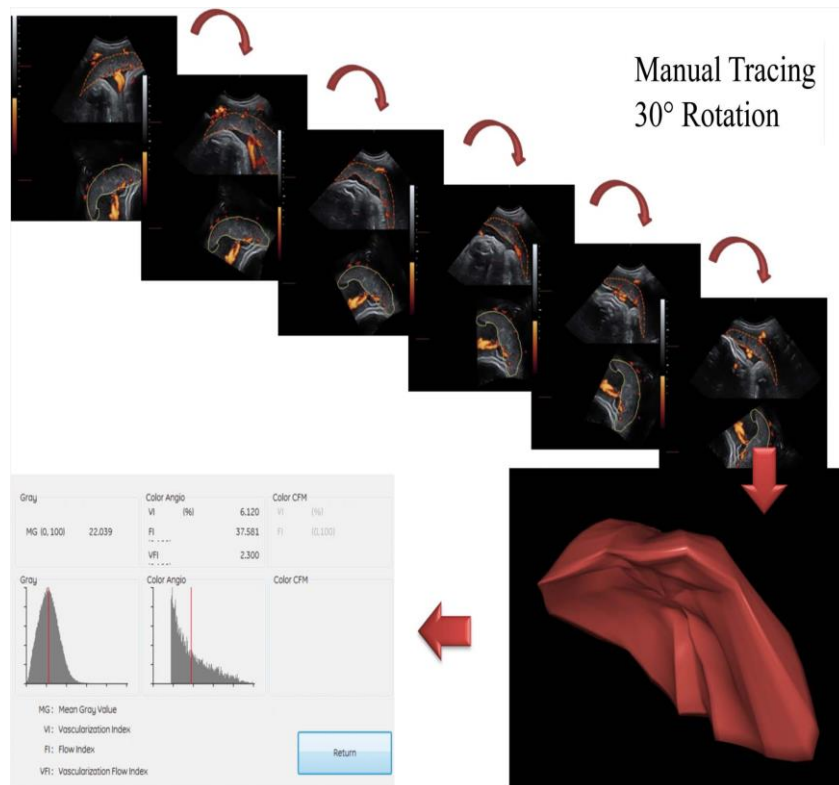 Manual Tracing
30° Rotation
Gray
MG (0, 100) 22.039
Color Angio
VI (%) 6.120
FI 37.581
VFI 2.300
Color CFM
VI (%)
FI (0,100)
Gray
Color Angio
Color CFM
MG : Mean Gray Value
VI : Vascularization Index
FI : Flow Index
VFI : Vascularization Flow Index
Return